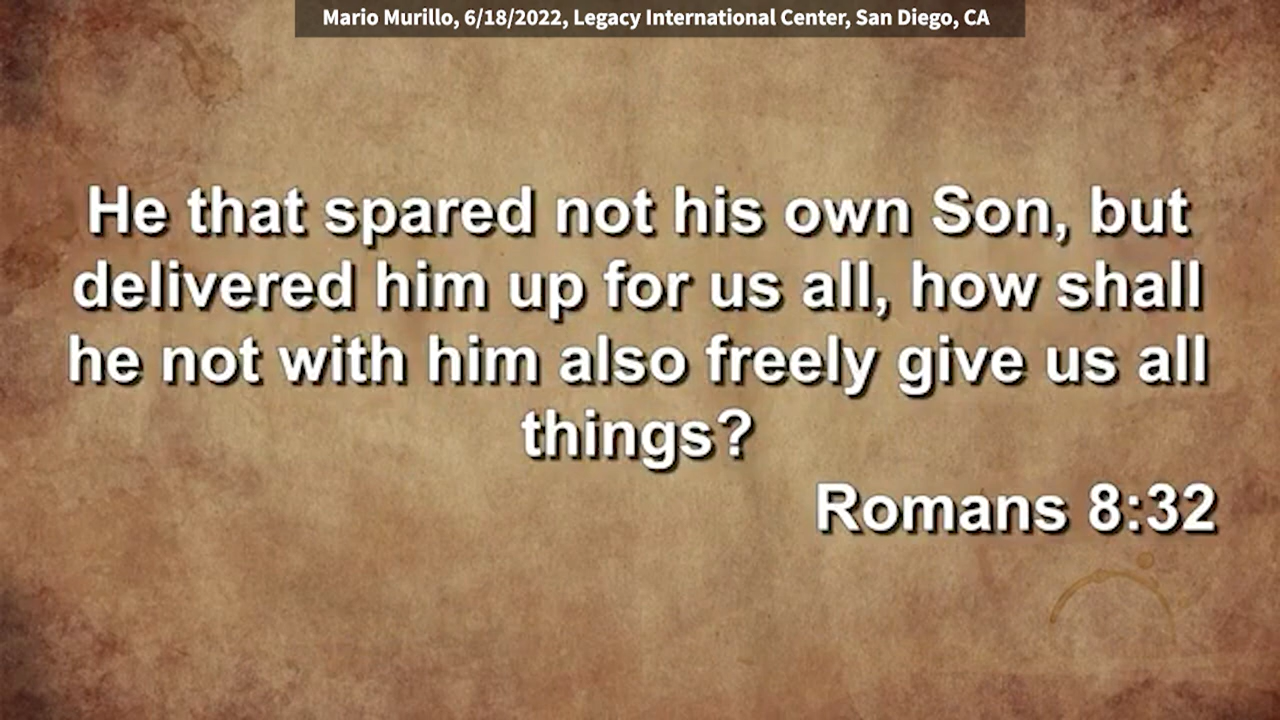 Mario Murillo, 6/18/2022, Legacy International Center, San Diego, CA
He that spared not his own Son, but
delivered him up for us all, how shall
he not with him also freely give us all
things?
Romans 8:32